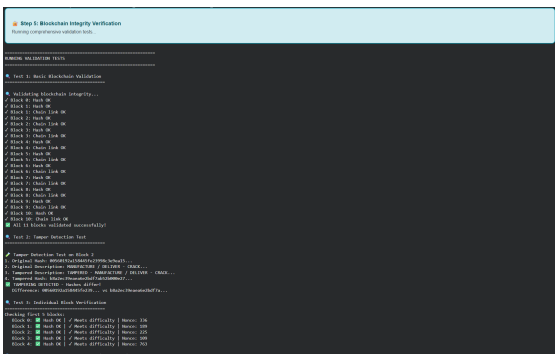 Step 5: Blockchain Integrity Verification
Running comprehensive validation tests...
RUNNING VALIDATION TESTS
Test 1: Basic Blockchain Validation
Validating blockchain integrity...
✓ Block 0: Hash OK
✓ Block 1: Hash OK
✓ Block 1: Chain link OK
✓ Block 2: Hash OK
✓ Block 2: Chain link OK
✓ Block 3: Hash OK
✓ Block 3: Chain link OK
✓ Block 4: Hash OK
✓ Block 4: Chain link OK
✓ Block 5: Hash OK
✓ Block 5: Chain link OK
✓ Block 6: Hash OK
✓ Block 6: Chain link OK
✓ Block 7: Hash OK
✓ Block 7: Chain link OK
✓ Block 8: Hash OK
✓ Block 8: Chain link OK
✓ Block 9: Hash OK
✓ Block 9: Chain link OK
✓ Block 10: Hash OK
✓ Block 10: Chain link OK
✅ All 11 blocks validated successfully!
Test 2: Tamper Detection Test
Tamper Detection Test on Block 2
1. Original Hash:
2. Original Description: MANUFACTURE / DELIVER - CRACK...
3. Tampered Description: TAMPERED - MANUFACTURE / DELIVER - CRAC...
4. Tampered Hash:
✅ TAMPERING DETECTED - Hashes differ!
Difference: vs
Test 3: Individual Block Verification
Checking first 5 blocks:
Block 0: ✅ Hash OK | ✓ Meets difficulty | Nonce: 336
Block 1: ✅ Hash OK | ✓ Meets difficulty | Nonce:
Block 2: ✅ Hash OK | ✓ Meets difficulty | Nonce: 225
Block 3: ✅ Hash OK | ✓ Meets difficulty | Nonce:
Block 4: ✅ Hash OK | ✓ Meets difficulty | Nonce: 763